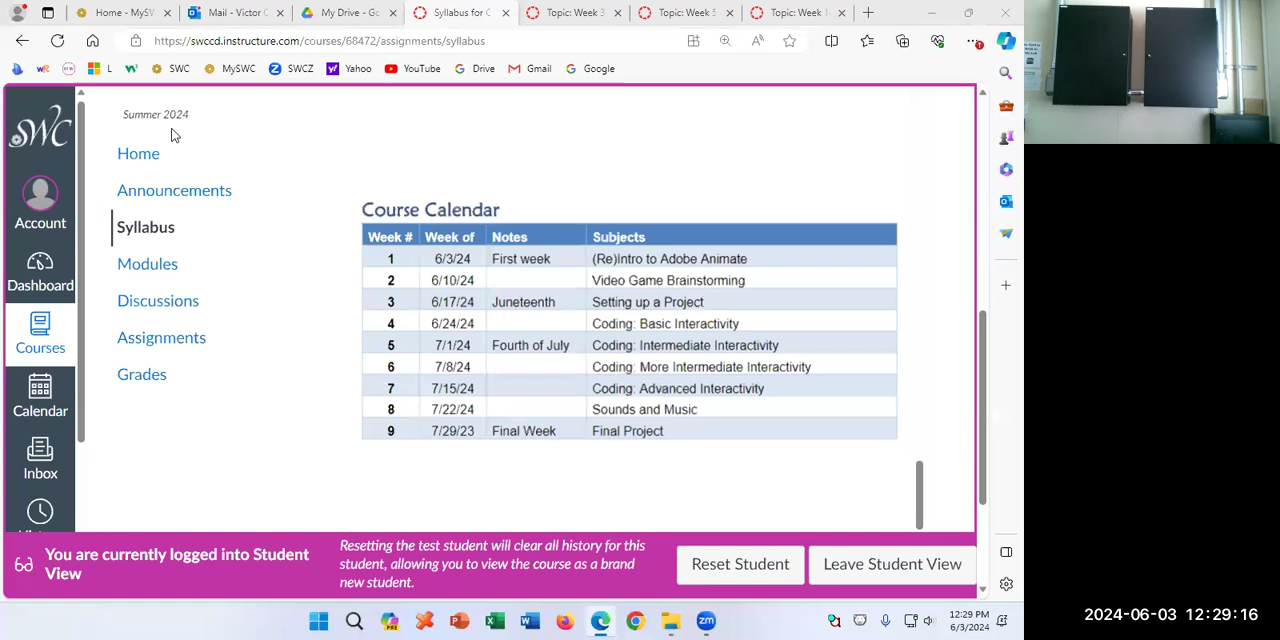 Home - MySW
Mail - Victor C
My Drive - Go
Syllabus for C
Topic: Week 3
Topic: Week 5
Topic: Week 1
https://swccd.instructure.com/courses/68472/assignments/syllabus
L
SWC
MySWC
SWCZ
Yahoo
YouTube
Drive
Gmail
Google
SWC
Account
Dashboard
Courses
Calendar
Inbox
Summer 2024
Home
Announcements
Syllabus
Modules
Discussions
Assignments
Grades
Course Calendar
Week # Week of Notes Subjects
1 6/3/24 First week (Re)Intro to Adobe Animate
2 6/10/24 Video Game Brainstorming
3 6/17/24 Juneteenth Setting up a Project
4 6/24/24 Coding: Basic Interactivity
5 7/1/24 Fourth of July Coding: Intermediate Interactivity
6 7/8/24 Coding: More Intermediate Interactivity
7 7/15/24 Coding: Advanced Interactivity
8 7/22/24 Sounds and Music
9 7/29/23 Final Week Final Project
You are currently logged into Student
View
Resetting the test student will clear all history for this
student, allowing you to view the course as a brand
new student.
Reset Student
Leave Student View
12:29 PM
6/3/2024
2024-06-03 12:29:16